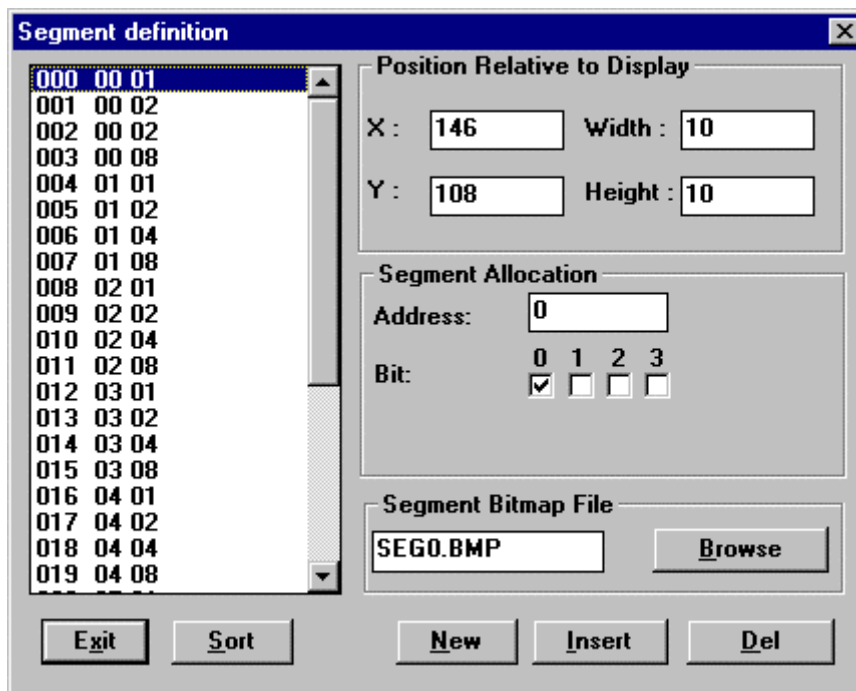 Segment definition
000 00 01
001 00 02
002 00 02
003 00 08
004 01 01
005 01 02
006 01 04
007 01 08
008 02 01
009 02 02
010 02 04
011 02 08
012 03 01
013 03 02
014 03 04
015 03 08
016 04 01
017 04 02
018 04 04
019 04 08
Position Relative to Display
X : 146 Width : 10
Y : 108 Height : 10
Segment Allocation
Address: 0
0 1 2 3
Bit:
Segment Bitmap File
SEG0.BMP Browse
Exit Sort New Insert Del